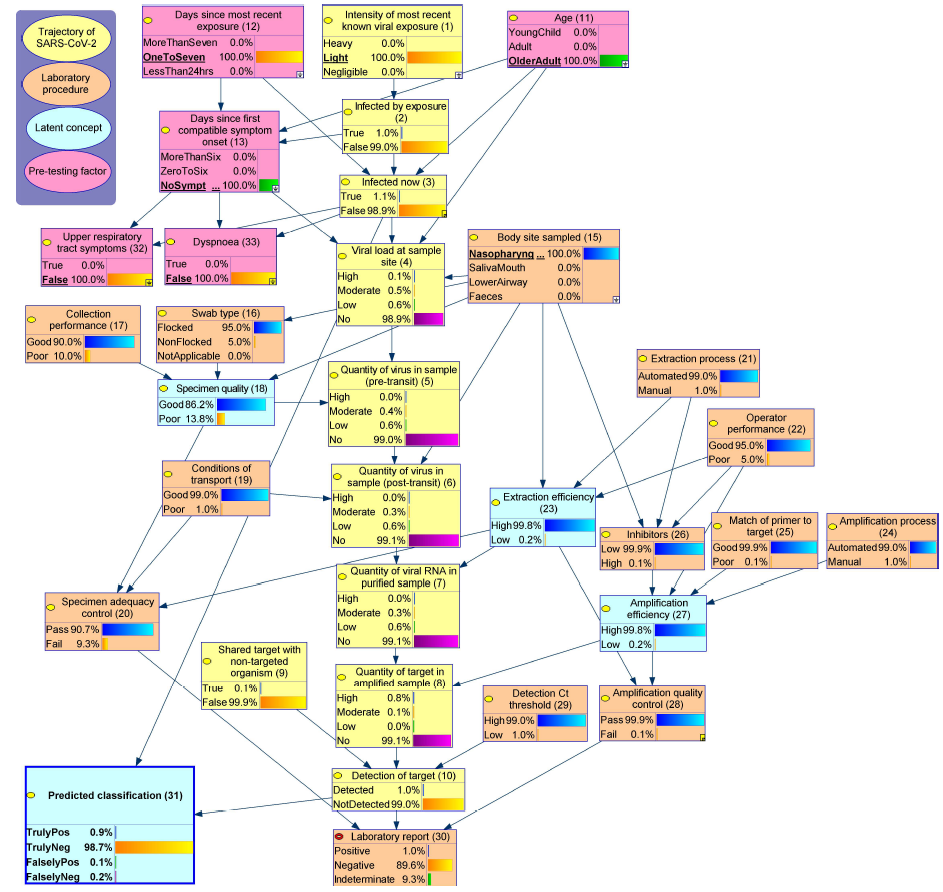 Trajectory of
SARS-CoV-2
Laboratory
procedure
Latent concept
Pre-testing factor
Days since most recent
exposure (12)
MoreThanSeven 0.0%
OneToSeven 100.0%
LessThan24hrs 0.0%
Intensity of most recent
known viral exposure (1)
Heavy 0.0%
Light 100.0%
Negligible 0.0%
Age (11)
YoungChild 0.0%
Adult 0.0%
OlderAdult 100.0%
Days since first
compatible symptom
onset (13)
MoreThanSix 0.0%
ZeroToSix 0.0%
NoSympt ... 100.0%
Infected by exposure
(2)
True 1.0%
False 99.0%
Infected now (3)
True 1.1%
False 98.9%
Upper respiratory
tract symptoms (32)
True 0.0%
False 100.0%
Dyspnoea (33)
True 0.0%
False 100.0%
Viral load at sample
site (4)
High 0.1%
Moderate 0.5%
Low 0.6%
No 98.9%
Body site sampled (15)
Nasopharyng ... 100.0%
SalivaMouth 0.0%
LowerAirway 0.0%
Faeces 0.0%
Collection
performance (17)
Good 90.0%
Poor 10.0%
Swab type (16)
Flocked 95.0%
NonFlocked 5.0%
NotApplicable 0.0%
Specimen quality (18)
Good 86.2%
Poor 13.8%
Quantity of virus in sample
(pre-transit) (5)
High 0.0%
Moderate 0.4%
Low 0.6%
No 99.0%
Extraction process (21)
Automated 99.0%
Manual 1.0%
Operator
performance (22)
Good 95.0%
Poor 5.0%
Conditions of
transport (19)
Good 99.0%
Poor 1.0%
Quantity of virus in
sample (post-transit) (6)
High 0.0%
Moderate 0.3%
Low 0.6%
No 99.1%
Extraction efficiency
(23)
High 99.8%
Low 0.2%
Inhibitors (26)
Low 99.9%
High 0.1%
Match of primer to
target (25)
Good 99.9%
Poor 0.1%
Amplification process
(24)
Automated 99.0%
Manual 1.0%
Specimen adequacy
control (20)
Pass 90.7%
Fail 9.3%
Quantity of viral RNA in
purified sample (7)
High 0.0%
Moderate 0.3%
Low 0.6%
No 99.1%
Amplification
efficiency (27)
High 99.8%
Low 0.2%
Shared target with
non-targeted
organism (9)
True 0.1%
False 99.9%
Quantity of target in
amplified sample (8)
High 0.8%
Moderate 0.1%
Low 0.0%
No 99.1%
Detection Ct
threshold (29)
High 99.0%
Low 1.0%
Amplification quality
control (28)
Pass 99.9%
Fail 0.1%
Predicted classification (31)
TrulyPos 0.9%
TrulyNeg 98.7%
FalselyPos 0.1%
FalselyNeg 0.2%
Detection of target (10)
Detected 1.0%
NotDetected 99.0%
Laboratory report (30)
Positive 1.0%
Negative 89.6%
Indeterminate 9.3%